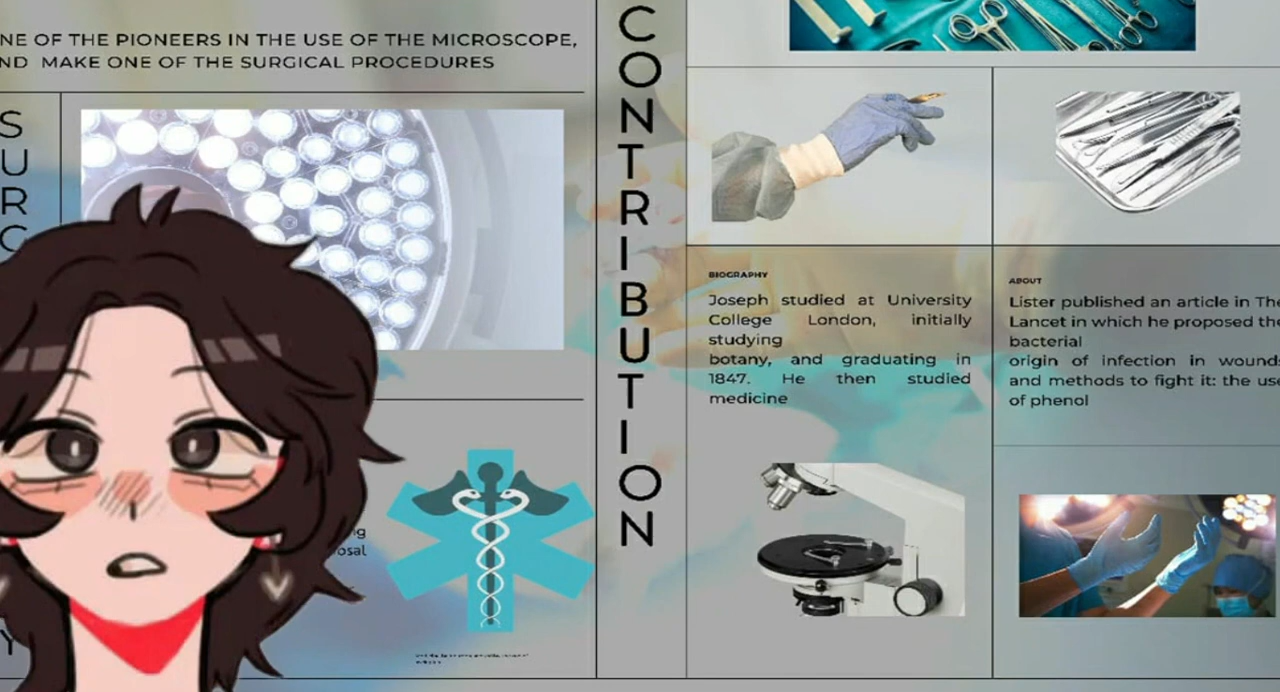 NE OF THE PIONEERS IN THE USE OF THE MICROSCOPE,
ND MAKE ONE OF THE SURGICAL PROCEDURES
S
U
R
G
ng
osal
Y
CONTRIBUTION
BIOGRAPHY
Joseph studied at University
College London, initially
studying
botany, and graduating in
1847. He then studied
medicine
ABOUT
Lister published an article in The
Lancet in which he proposed the
bacterial
origin of infection in wounds
and methods to fight it: the use
of phenol